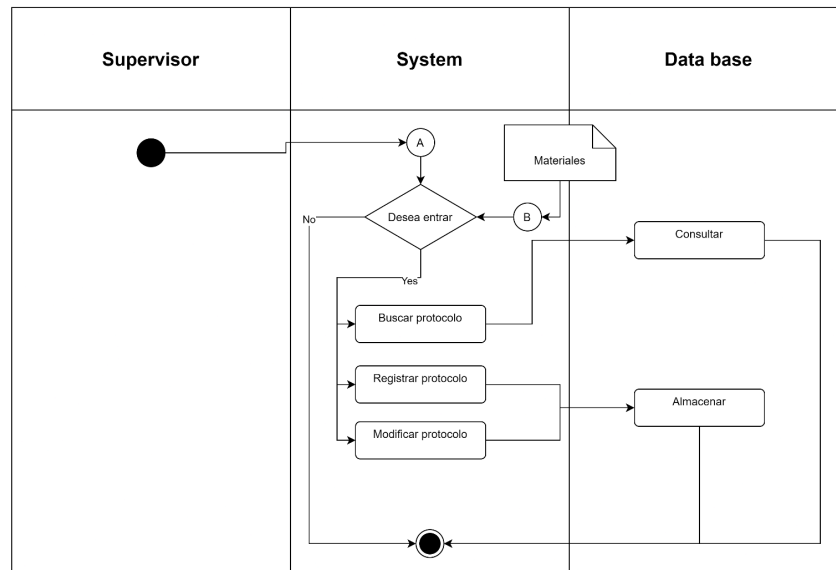 Supervisor
System
Data base
A
Materiales
Desea entrar
B
No
Consultar
Yes
Buscar protocolo
Registrar protocolo
Almacenar
Modificar protocolo